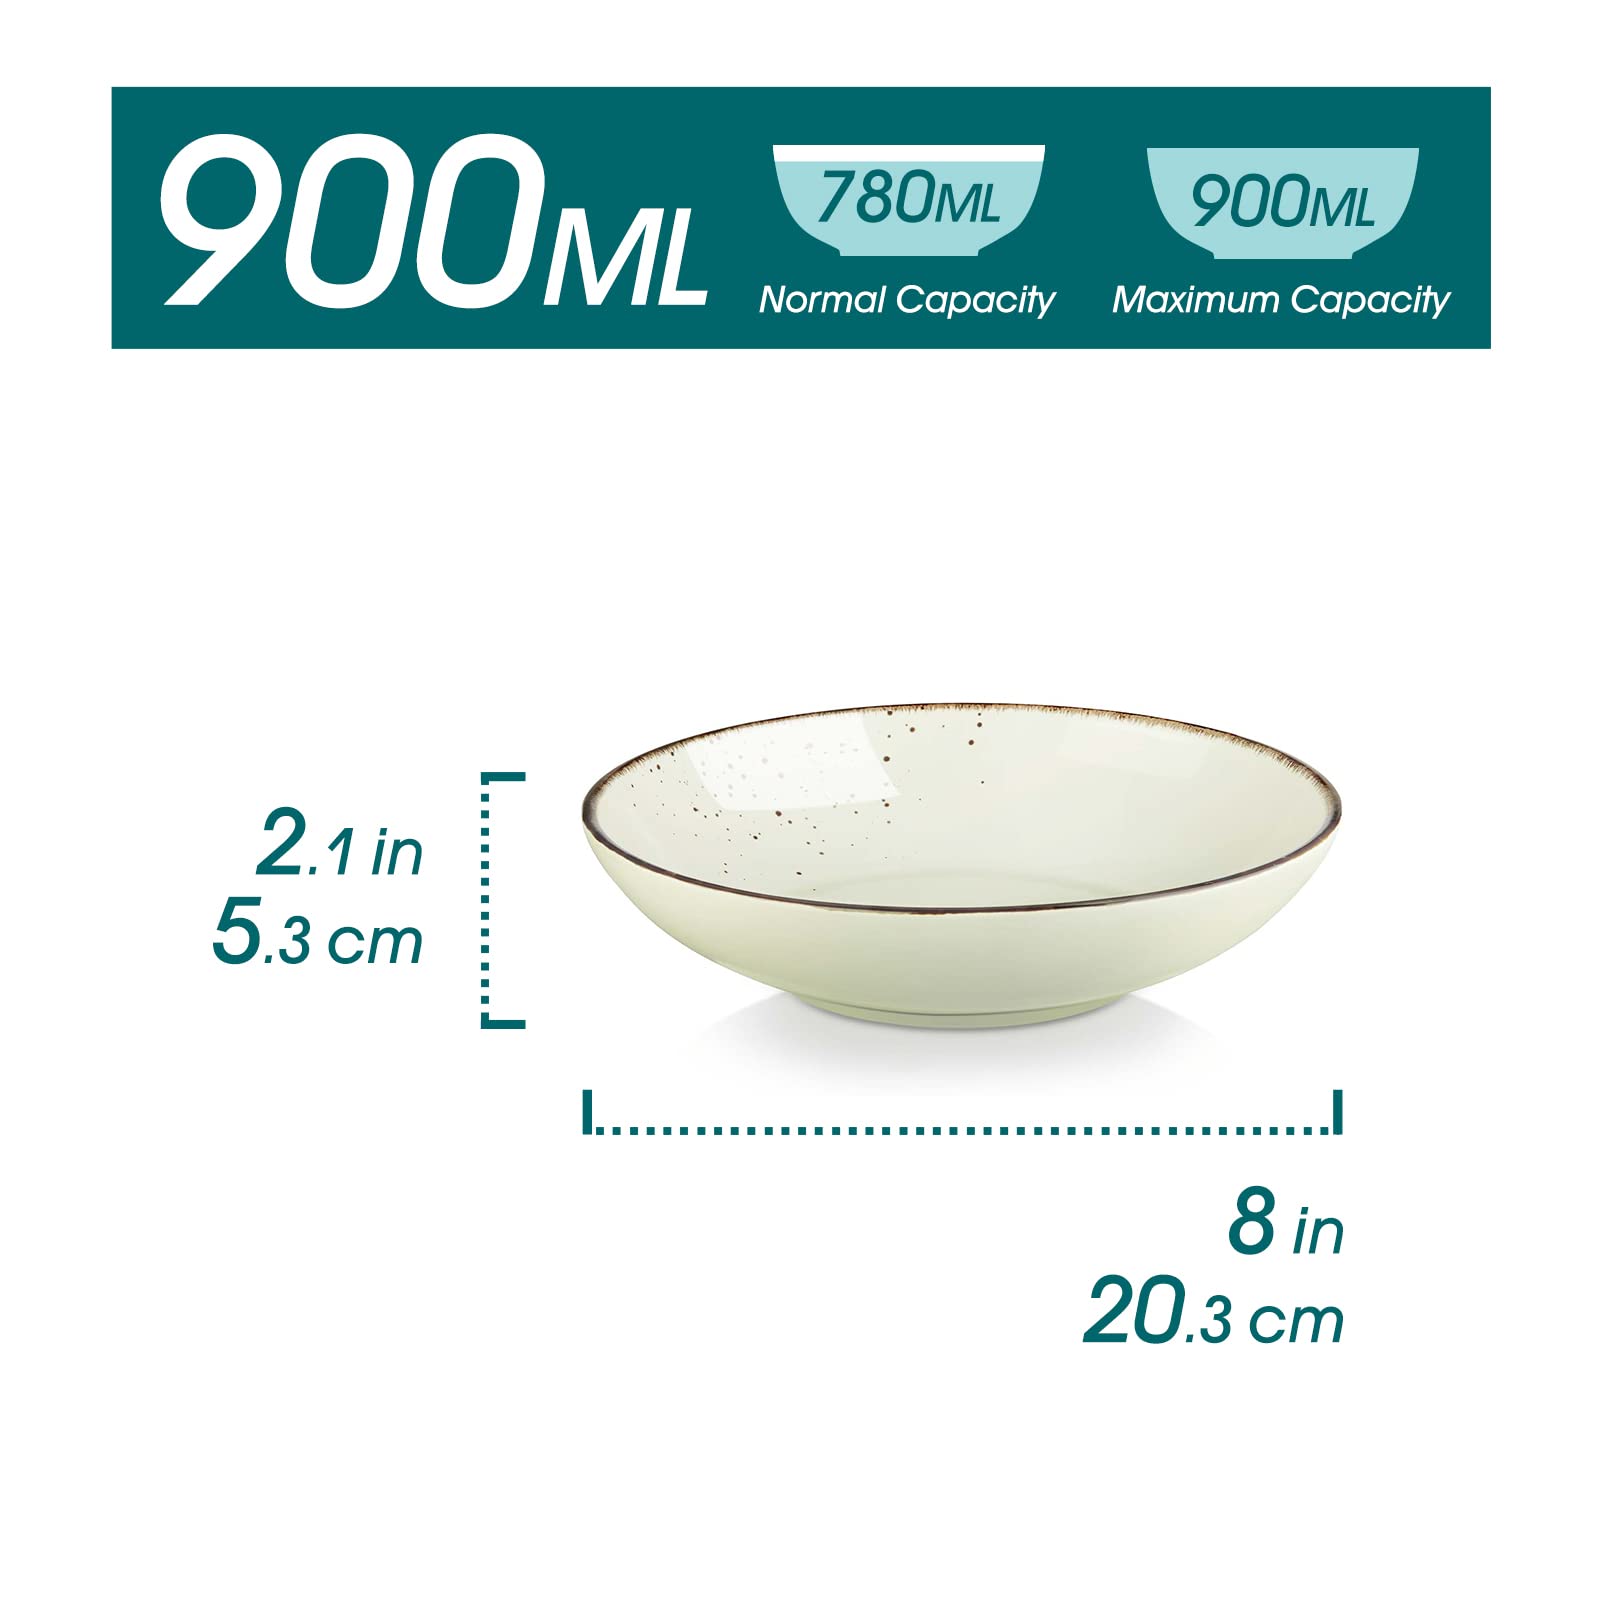 900ML
780ML
Normal Capacity
900ML
Maximum Capacity
2.1 in
5.3 cm
8 in
20.3 cm